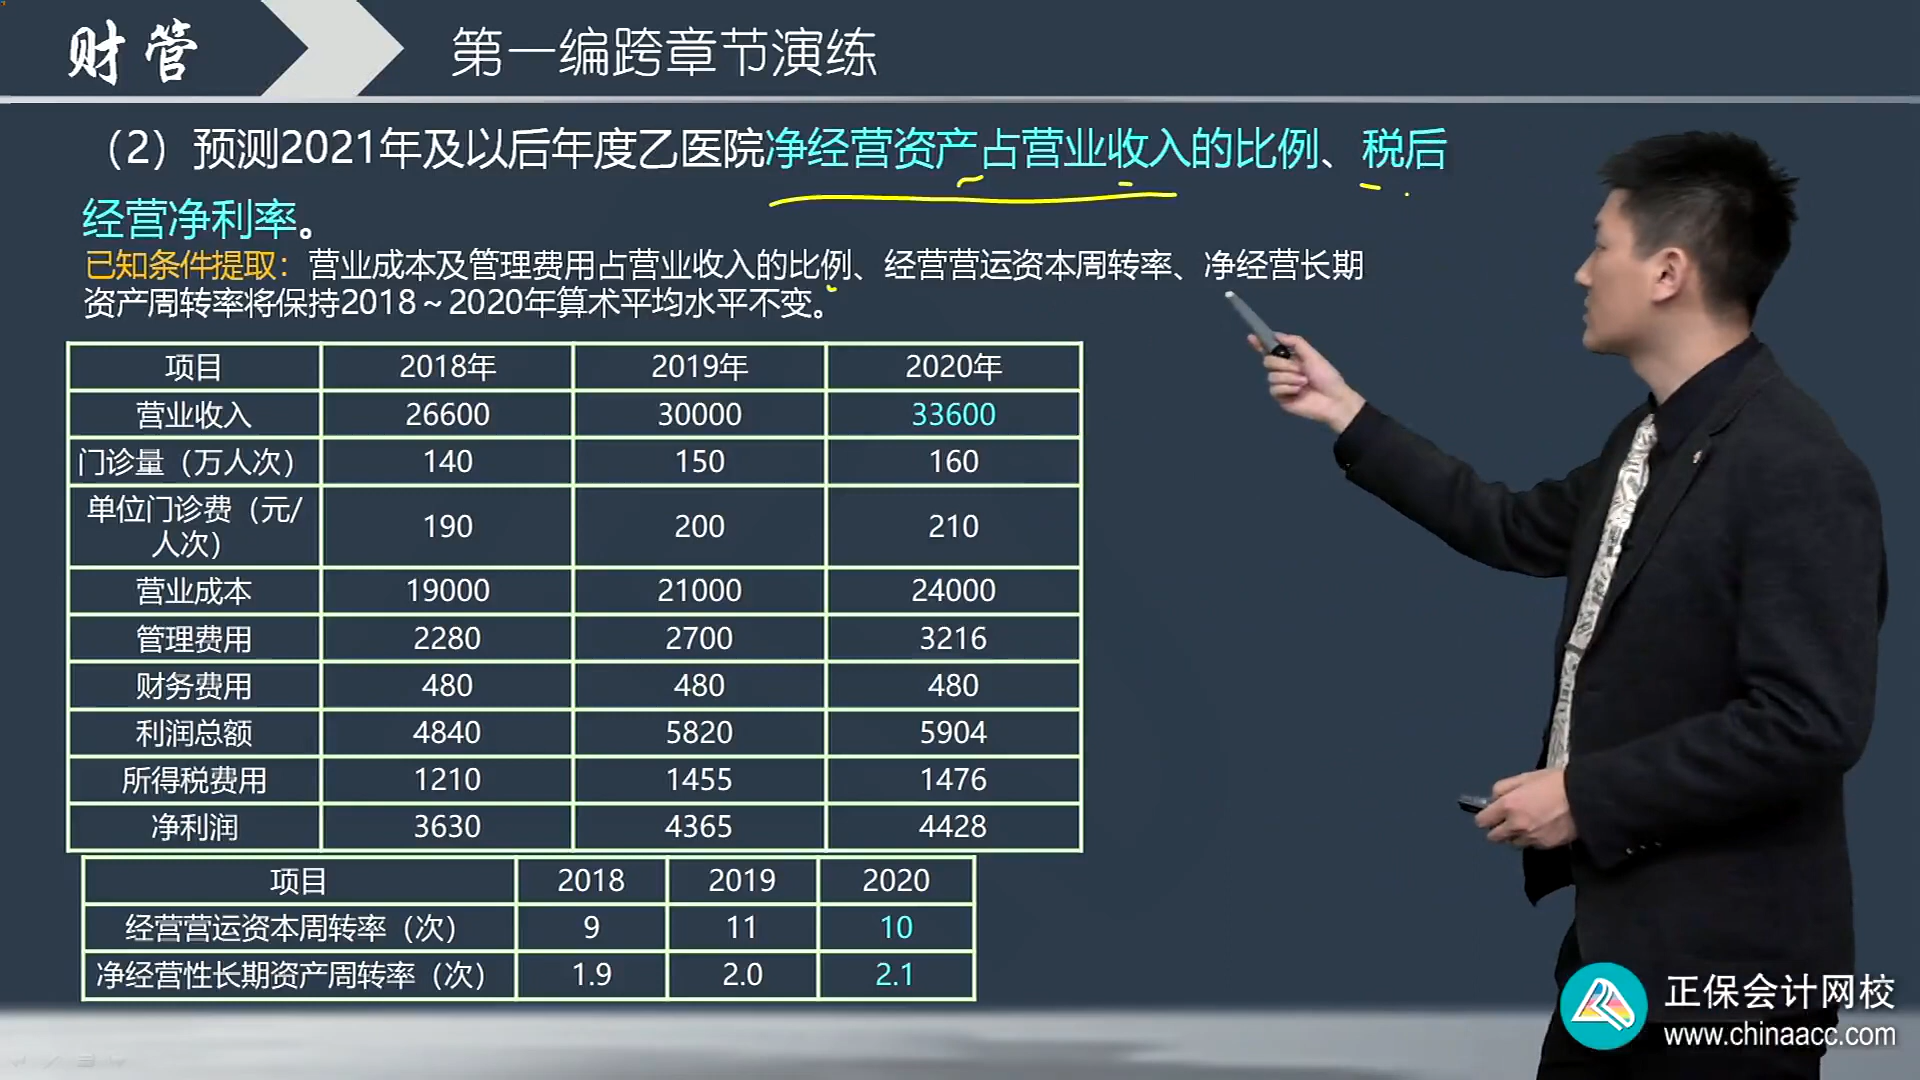 财管
第一编跨章节演练
（2）预测2021年及以后年度乙医院净经营资产占营业收入的比例、税后
经营净利率。
已知条件提取：营业成本及管理费用占营业收入的比例、经营营运资本周转率、净经营长期
资产周转率将保持2018～2020年算术平均水平不变。
项目 2018年 2019年 2020年
营业收入 26600 30000 33600
门诊量（万人次） 140 150 160
单位门诊费（元/
人次） 190 200 210
营业成本 19000 21000 24000
管理费用 2280 2700 3216
财务费用 480 480 480
利润总额 4840 5820 5904
所得税费用 1210 1455 1476
净利润 3630 4365 4428
项目 2018 2019 2020
经营营运资本周转率（次） 9 11 10
净经营性长期资产周转率（次） 1.9 2.0 2.1
正保会计网校
www.chinaacc.com